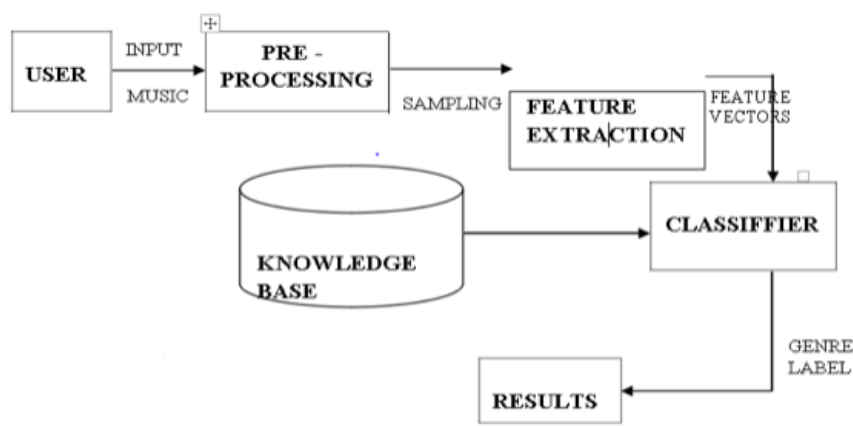 USER
INPUT
MUSIC
PRE -
PROCESSING
SAMPLING
FEATURE
EXTRACTION
FEATURE
VECTORS
KNOWLEDGE
BASE
CLASSIFFIER
GENRE
LABEL
RESULTS